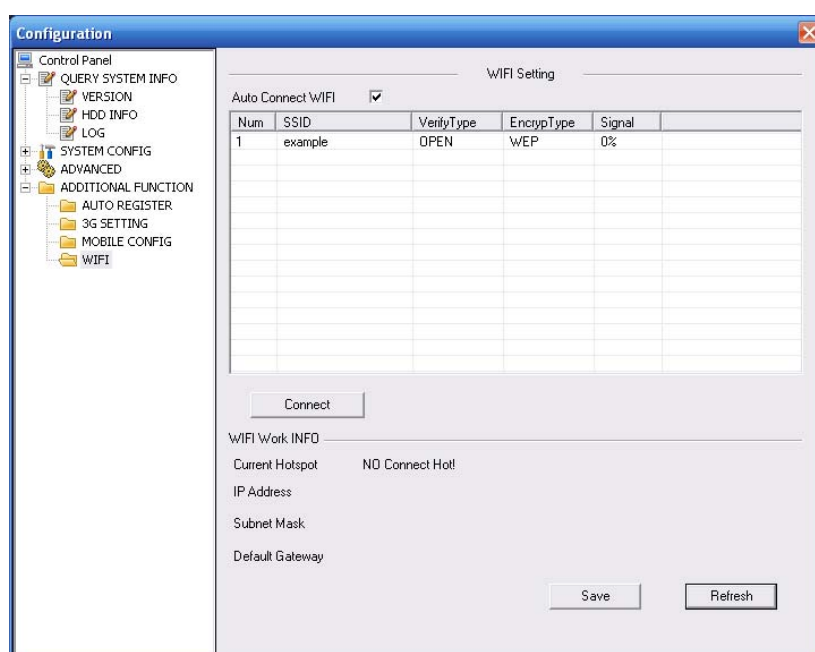 Configuration
Control Panel
QUERY SYSTEM INFO
VERSION
HDD INFO
LOG
SYSTEM CONFIG
ADVANCED
ADDITIONAL FUNCTION
AUTO REGISTER
3G SETTING
MOBILE CONFIG
WIFI
WIFI Setting
Auto Connect WIFI
Num SSID VerifyType EncrypType Signal
1 example OPEN WEP 0%
Connect
WIFI Work INFO
Current Hotspot NO Connect Hot!
IP Address
Subnet Mask
Default Gateway
Save Refresh